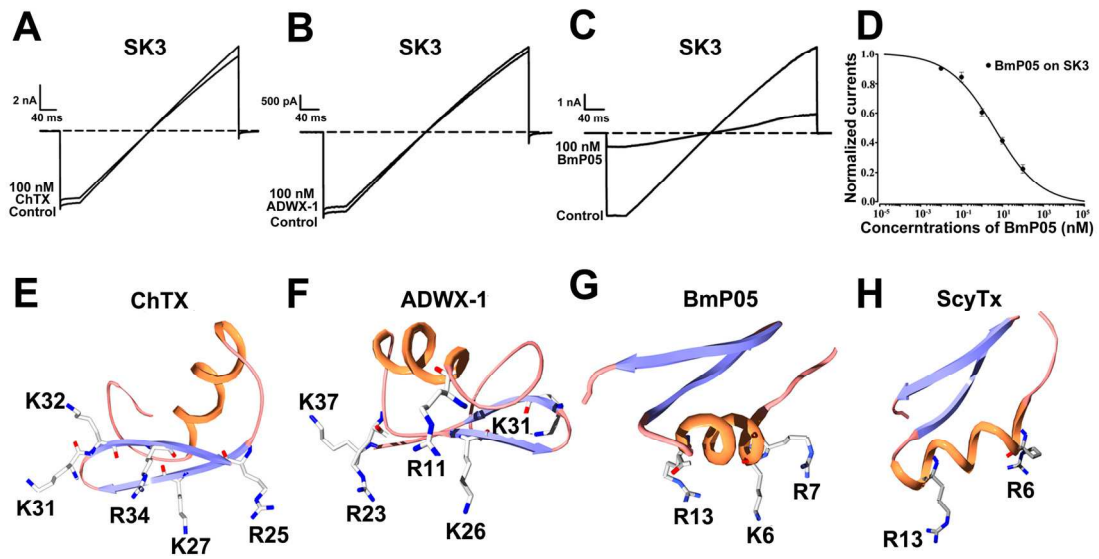 A
SK3
2 nA
40 ms
100 nM
ChTX
Control
B
SK3
500 pA
40 ms
100 nM
ADWX-1
Control
C
SK3
1 nA
40 ms
100 nM
BmP05
Control
D
BmP05 on SK3
Normalized currents
1.0
0.8
0.6
0.4
0.2
0.0
10⁻⁵ 10⁻³ 10⁻¹ 10¹ 10³ 10⁵
Concerntrations of BmP05 (nM)
E
ChTX
K32
K31
R34
K27
R25
F
ADWX-1
K37
K31
R11
R23
K26
G
BmP05
R13
K6
R7
H
ScyTx
R6
R13